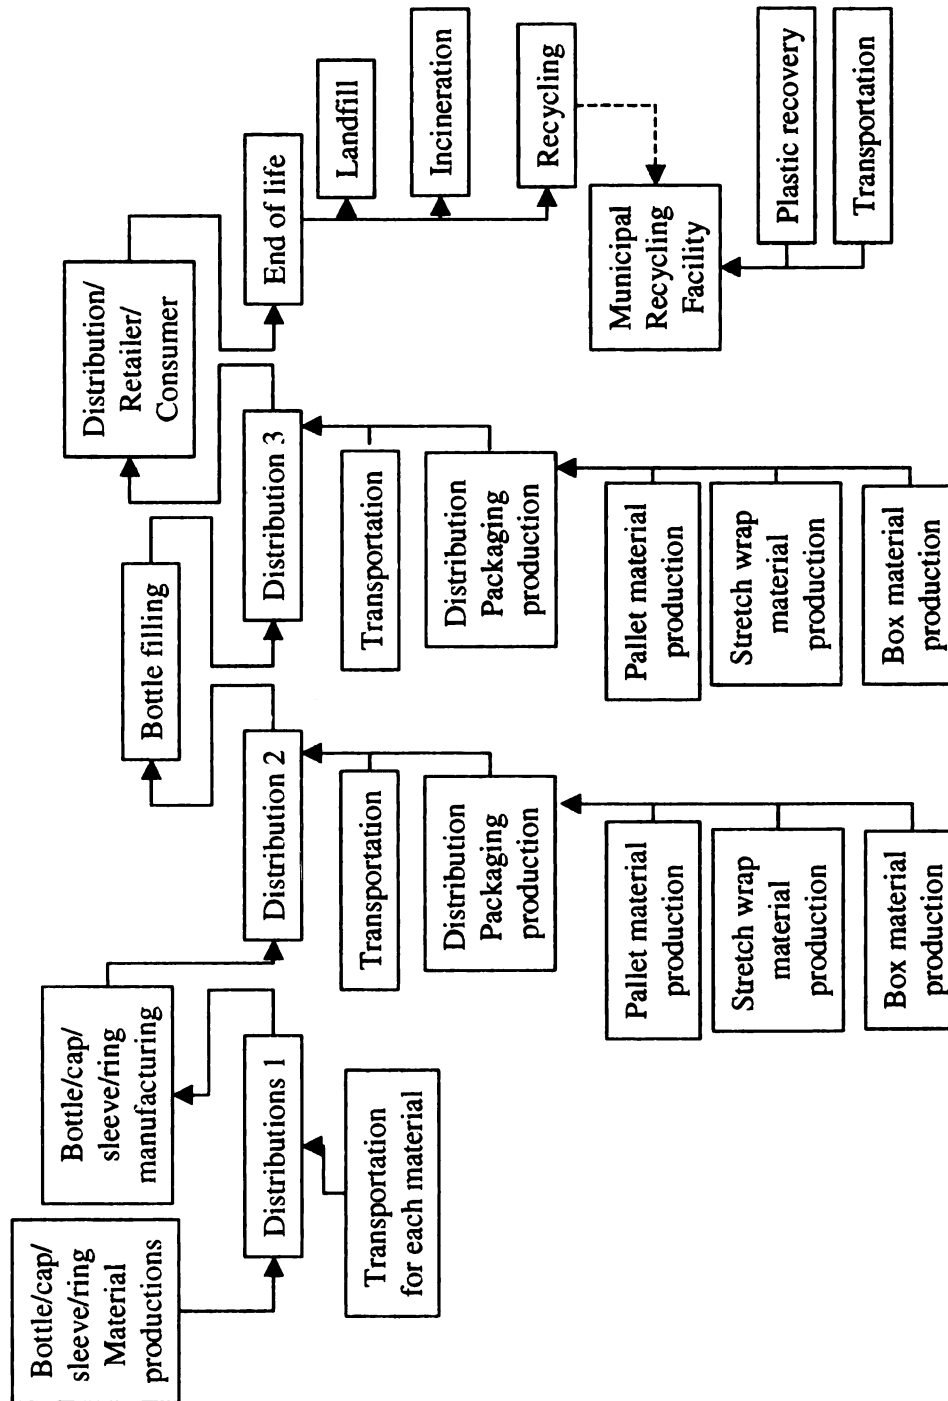 Bottle/cap/
sleeve/ring
Material
productions
Bottle/cap/
sleeve/ring
manufacturing
Bottle filling
Distribution/
Retailer/
Consumer
Distributions 1
Distribution 2
Distribution 3
End of life
Transportation
for each material
Transportation
Transportation
Landfill
Incineration
Recycling
Distribution
Packaging
production
Distribution
Packaging
production
Municipal
Recycling
Facility
Pallet material
production
Pallet material
production
Stretch wrap
material
production
Stretch wrap
material
production
Plastic recovery
Box material
production
Box material
production
Transportation